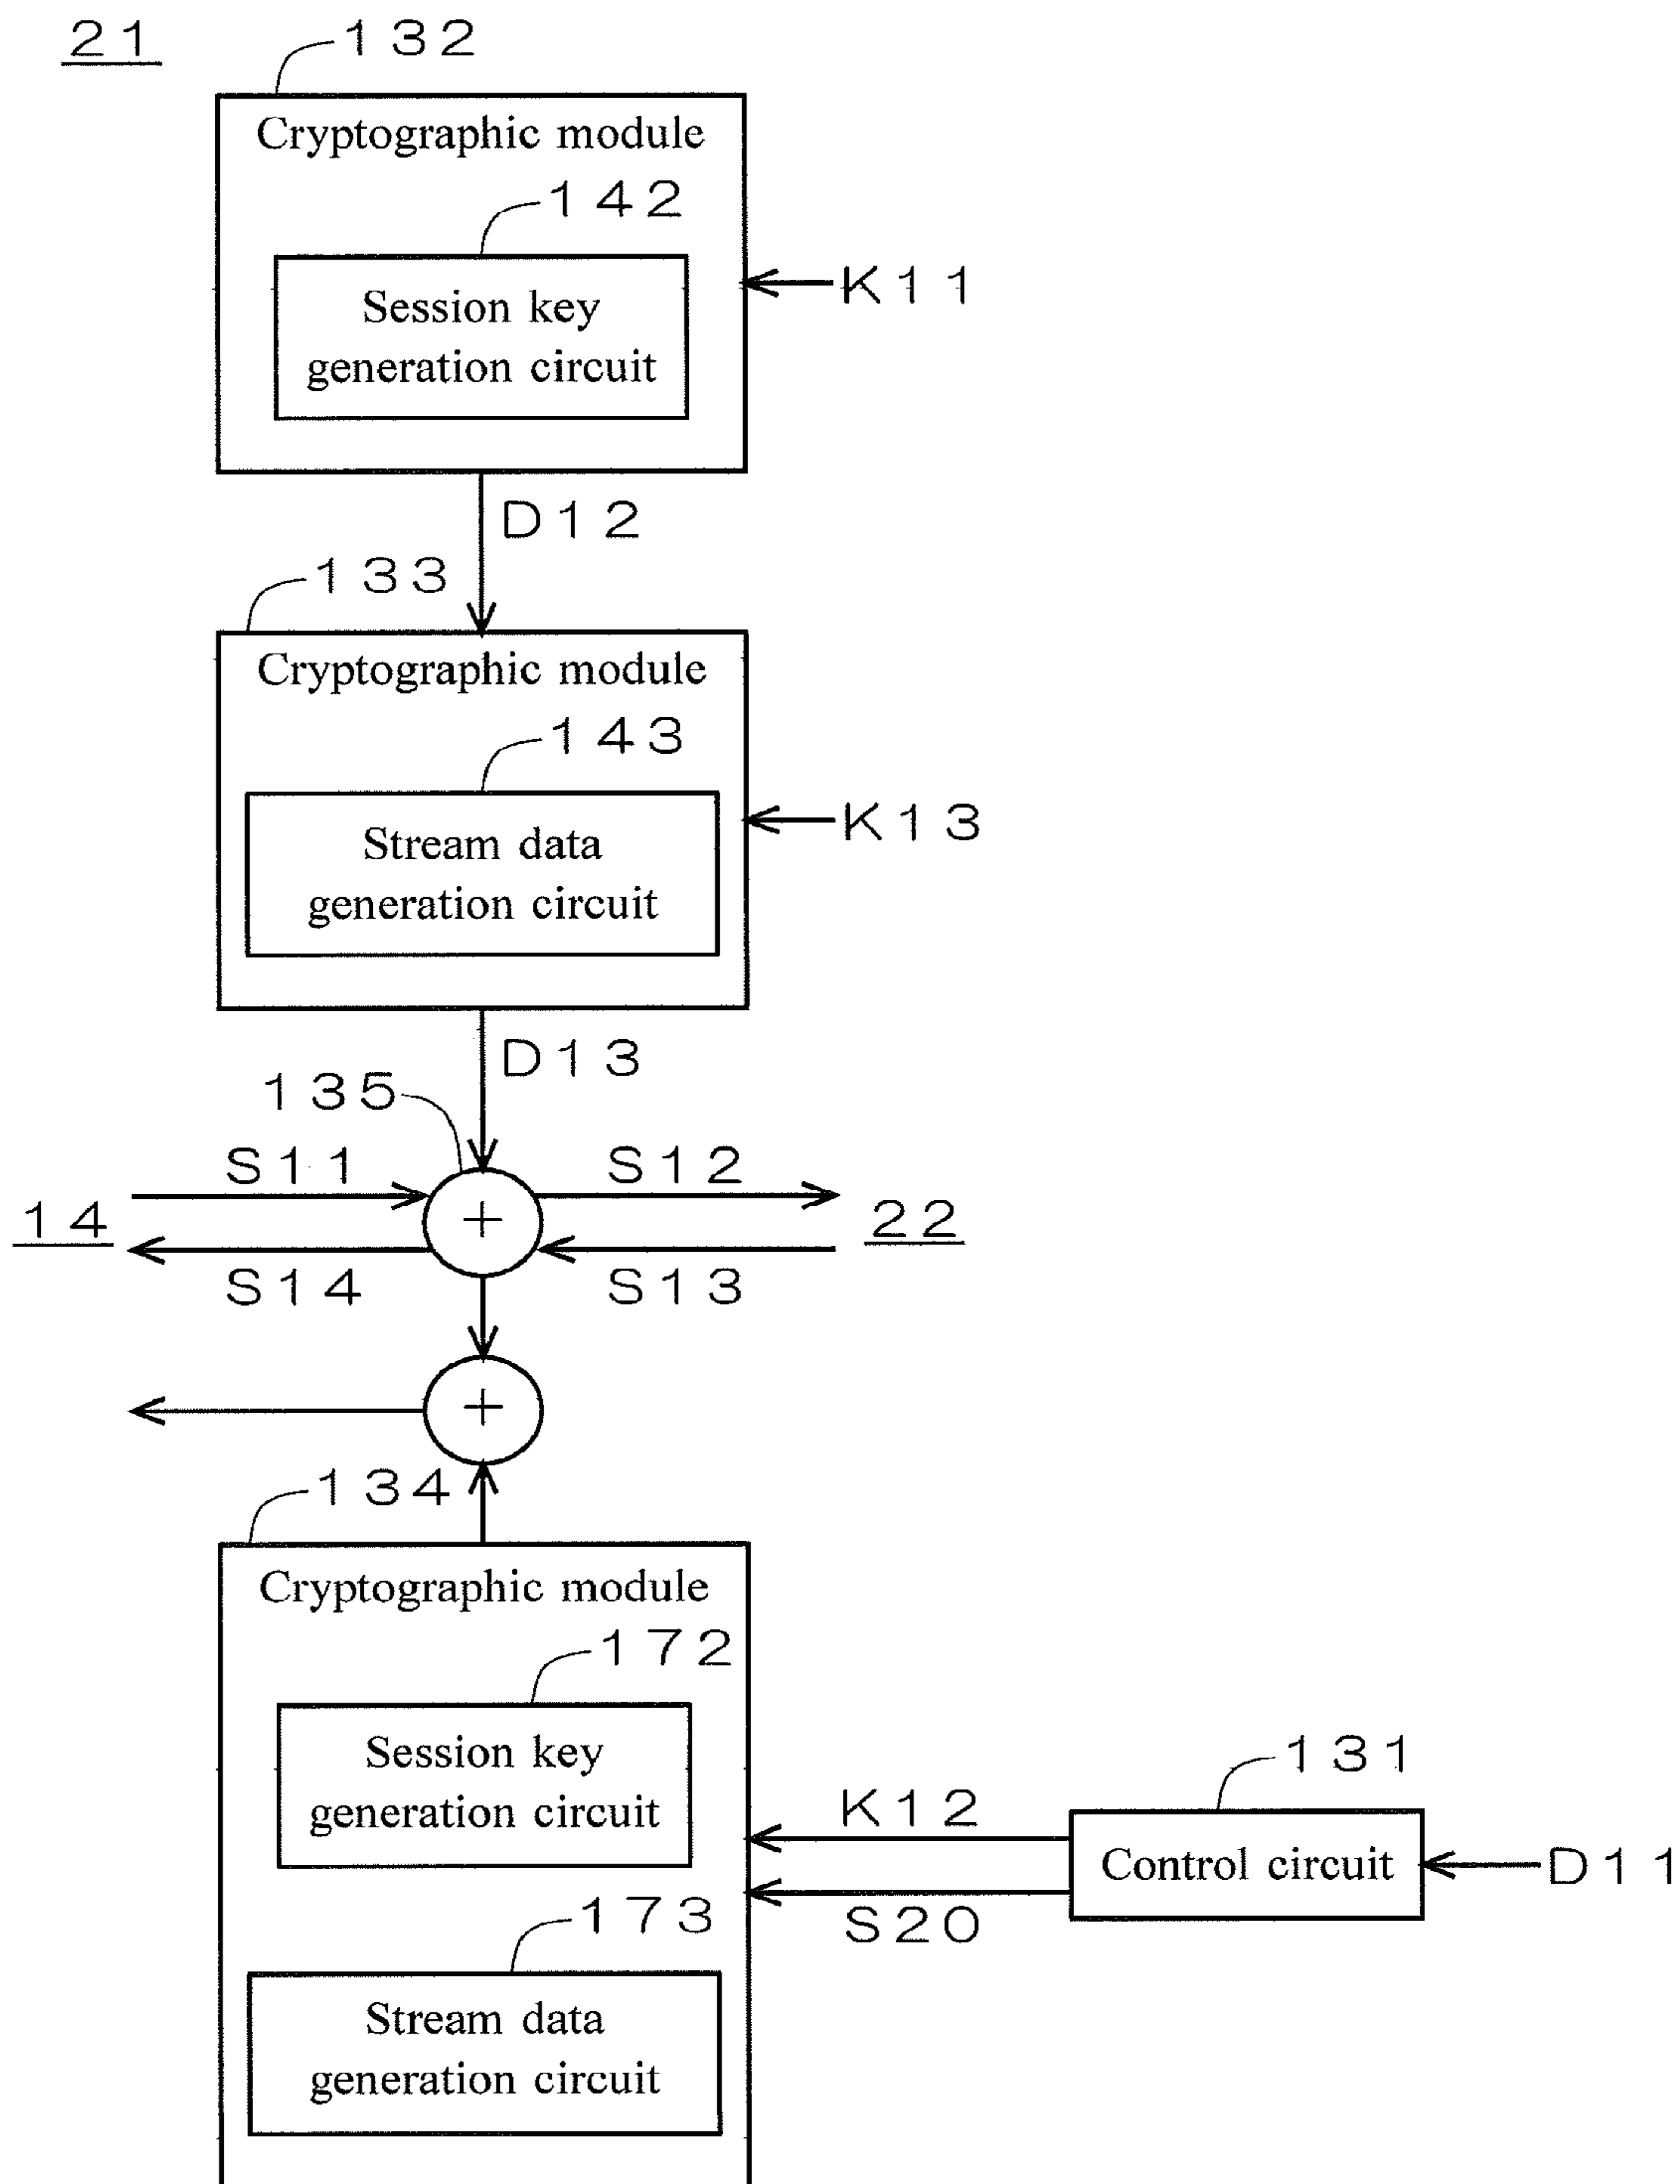 21
132
Cryptographic module
142
Session key
generation circuit
K11
D12
133
Cryptographic module
143
Stream data
generation circuit
K13
D13
135
S11
S12
14
22
S14
S13
134
Cryptographic module
172
Session key
generation circuit
131
K12
Control circuit
D11
S20
173
Stream data
generation circuit